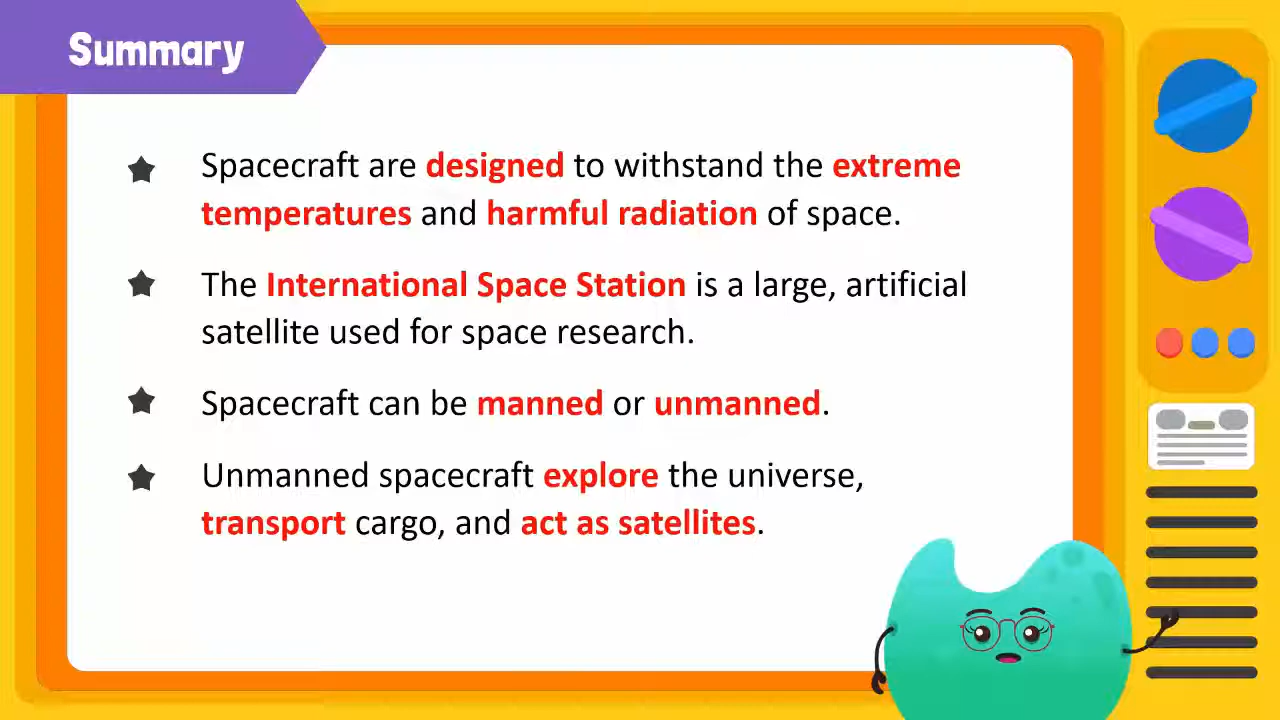 Summary
Spacecraft are designed to withstand the extreme
temperatures and harmful radiation of space.
The International Space Station is a large, artificial
satellite used for space research.
Spacecraft can be manned or unmanned.
Unmanned spacecraft explore the universe,
transport cargo, and act as satellites.